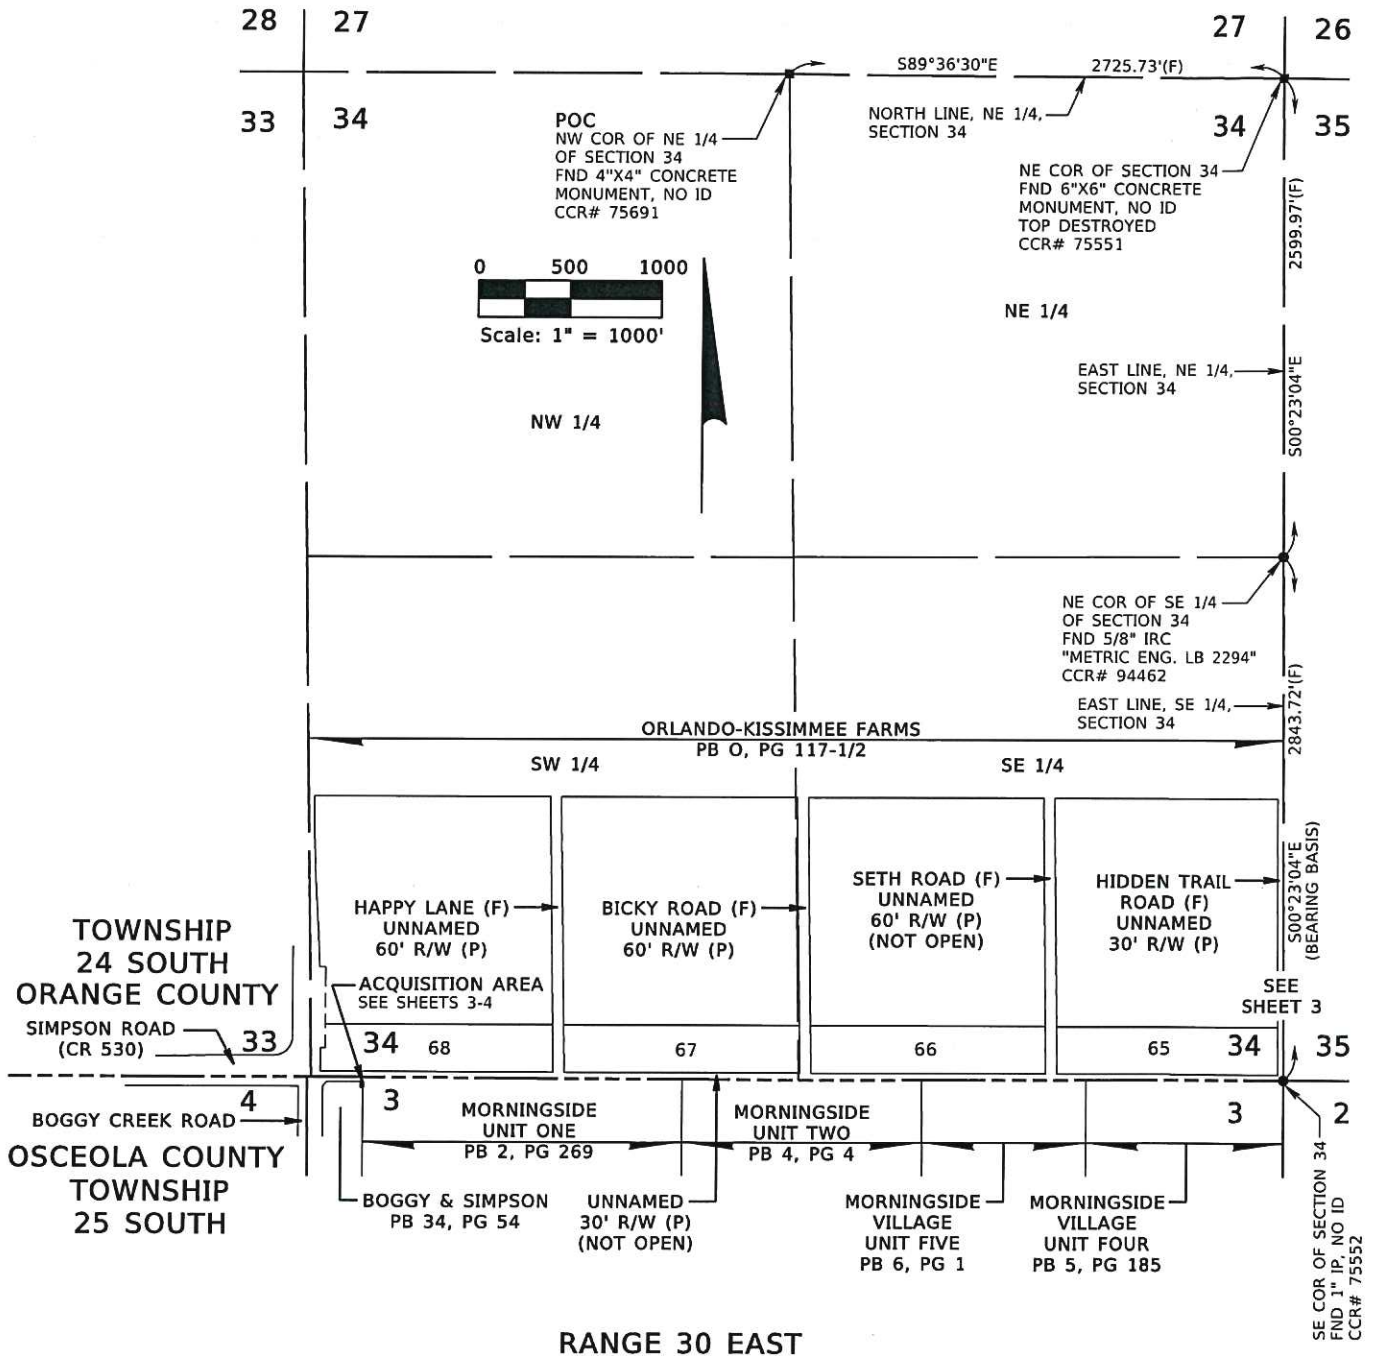 28 27
27 26
33 34
34 35
S89°36'30"E 2725.73'(F)
POC
NW COR OF NE 1/4
OF SECTION 34
FND 4"X4" CONCRETE
MONUMENT, NO ID
CCR# 75691
NORTH LINE, NE 1/4,
SECTION 34
NE COR OF SECTION 34
FND 6"X6" CONCRETE
MONUMENT, NO ID
TOP DESTROYED
CCR# 75551
2599.97'(F)
S00°23'04"E
0 500 1000
Scale: 1" = 1000'
NE 1/4
EAST LINE, NE 1/4,
SECTION 34
NW 1/4
NE COR OF SE 1/4
OF SECTION 34
FND 5/8" IRC
"METRIC ENG. LB 2294"
CCR# 94462
EAST LINE, SE 1/4,
SECTION 34
2843.72'(F)
S00°23'04"E
(BEARING BASIS)
ORLANDO-KISSIMMEE FARMS
PB O, PG 117-1/2
SW 1/4
SE 1/4
HAPPY LANE (F)
UNNAMED
60' R/W (P)
BICKY ROAD (F)
UNNAMED
60' R/W (P)
SETH ROAD (F)
UNNAMED
60' R/W (P)
(NOT OPEN)
HIDDEN TRAIL
ROAD (F)
UNNAMED
30' R/W (P)
TOWNSHIP
24 SOUTH
ORANGE COUNTY
ACQUISITION AREA
SEE SHEETS 3-4
SEE
SHEET 3
SIMPSON ROAD
(CR 530)
33 34
68
67
66
65
34 35
4 3
3 2
BOGGY CREEK ROAD
OSCEOLA COUNTY
TOWNSHIP
25 SOUTH
MORNINGSIDE
UNIT ONE
PB 2, PG 269
MORNINGSIDE
UNIT TWO
PB 4, PG 4
BOGGY & SIMPSON
PB 34, PG 54
UNNAMED
30' R/W (P)
(NOT OPEN)
MORNINGSIDE
VILLAGE
UNIT FIVE
PB 6, PG 1
MORNINGSIDE
VILLAGE
UNIT FOUR
PB 5, PG 185
SE COR OF SECTION 34
FND 1" IP, NO ID
CCR# 75552
RANGE 30 EAST